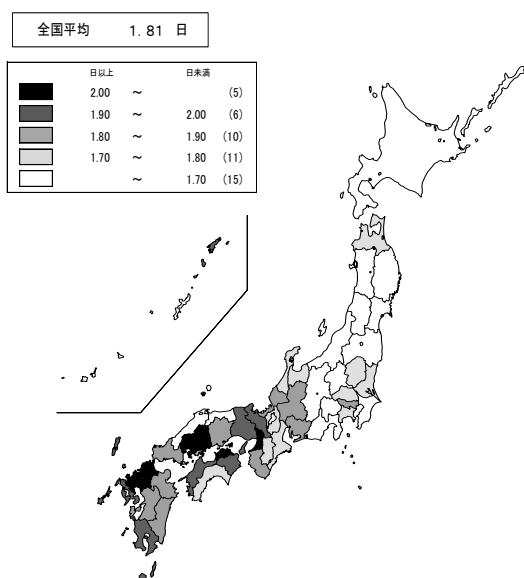 全国平均 1.81 日
日以上 日未満
2.00 ～ (5)
1.90 ～ 2.00 (6)
1.80 ～ 1.90 (10)
1.70 ～ 1.80 (11)
～ 1.70 (15)